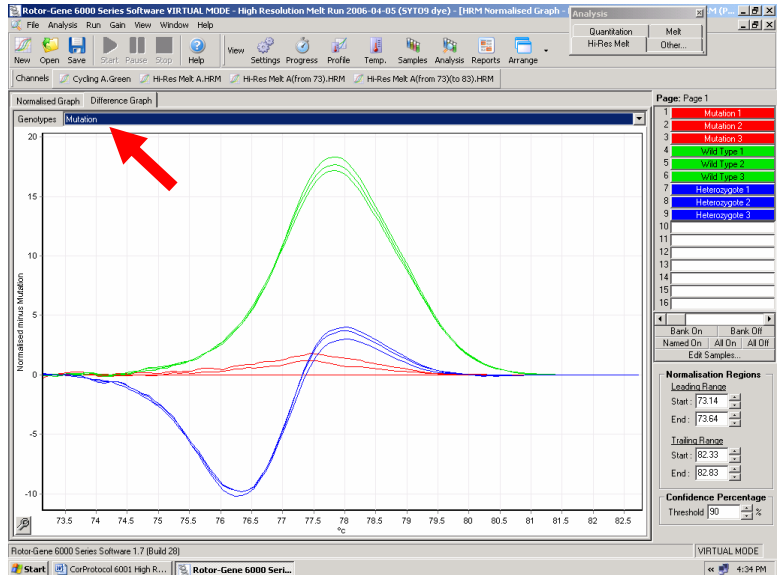 Rotor-Gene 6000 Series Software VIRTUAL MODE - High Resolution Melt Run 2006-04-05 (SYTO9 dye) - [HRM Normalised Graph -
Analysis
File Analysis Run Gain View Window Help
Quantitation Melt
Hi-Res Melt Other...
New Open Save Start Pause Stop Help View Settings Progress Profile Temp. Samples Analysis Reports Arrange
Channels Cycling A.Green Hi-Res Melt A.HRM Hi-Res Melt A(from 73).HRM Hi-Res Melt A(from 73)(to 83).HRM
Normalised Graph Difference Graph
Genotypes Mutation
20
15
10
5
0
-5
-10
Normalised minus Mutation
73.5 74 74.5 75 75.5 76 76.5 77 77.5 78 78.5 79 79.5 80 80.5 81 81.5 82 82.5
°c
Page: Page 1
1 Mutation 1
2 Mutation 2
3 Mutation 3
4 Wild Type 1
5 Wild Type 2
6 Wild Type 3
7 Heterozygote 1
8 Heterozygote 2
9 Heterozygote 3
10
11
12
13
14
15
16
Bank On Bank Off
Named On All On All Off
Edit Samples...
Normalisation Regions
Leading Range
Start : 73.14
End : 73.64
Trailing Range
Start : 82.33
End : 82.83
Confidence Percentage
Threshold 90 %
Rotor-Gene 6000 Series Software 1.7 (Build 28) VIRTUAL MODE
Start CorProtocol 6001 High R... Rotor-Gene 6000 Seri... 4:34 PM